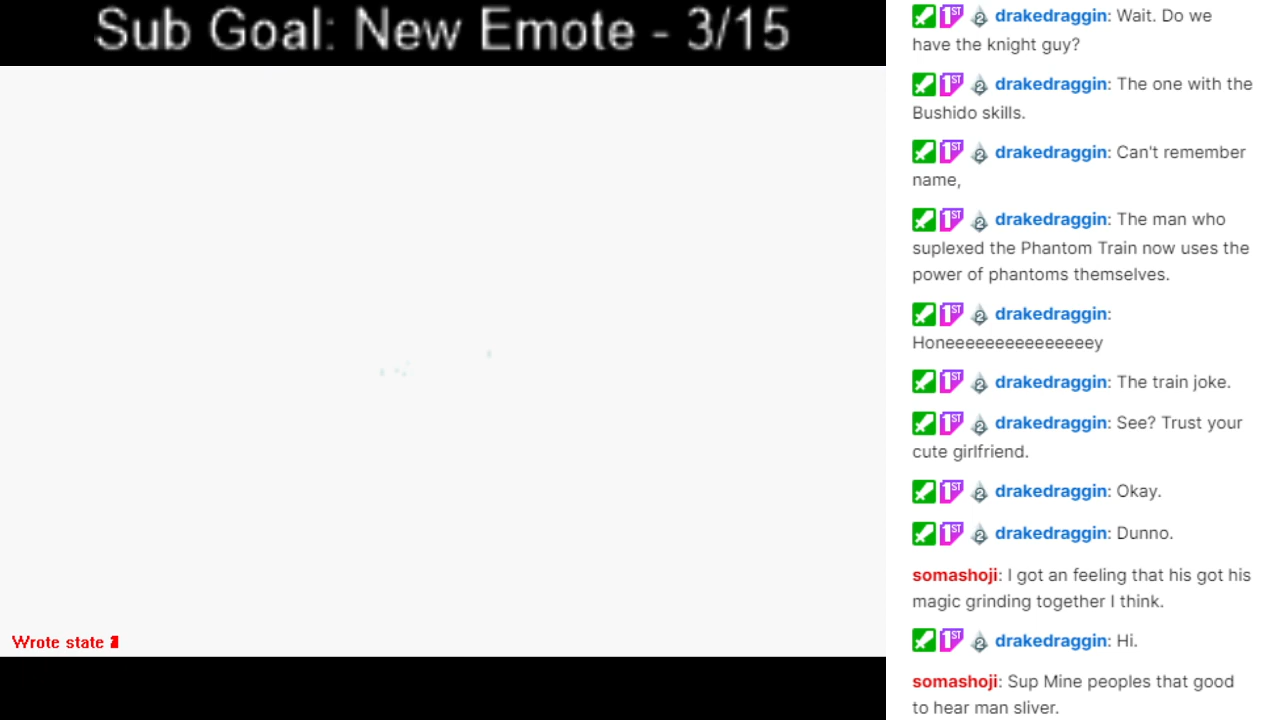 Sub Goal: New Emote - 3/15
Wrote state
drakedraggin: Wait. Do we
have the knight guy?
drakedraggin: The one with the
Bushido skills.
drakedraggin: Can't remember
name,
drakedraggin: The man who
suplexed the Phantom Train now uses the
power of phantoms themselves.
drakedraggin:
Honeeeeeeeeeeeeeeey
drakedraggin: The train joke.
drakedraggin: See? Trust your
cute girlfriend.
drakedraggin: Okay.
drakedraggin: Dunno.
somashoji: I got an feeling that his got his
magic grinding together I think.
drakedraggin: Hi.
somashoji: Sup Mine peoples that good
to hear man sliver.